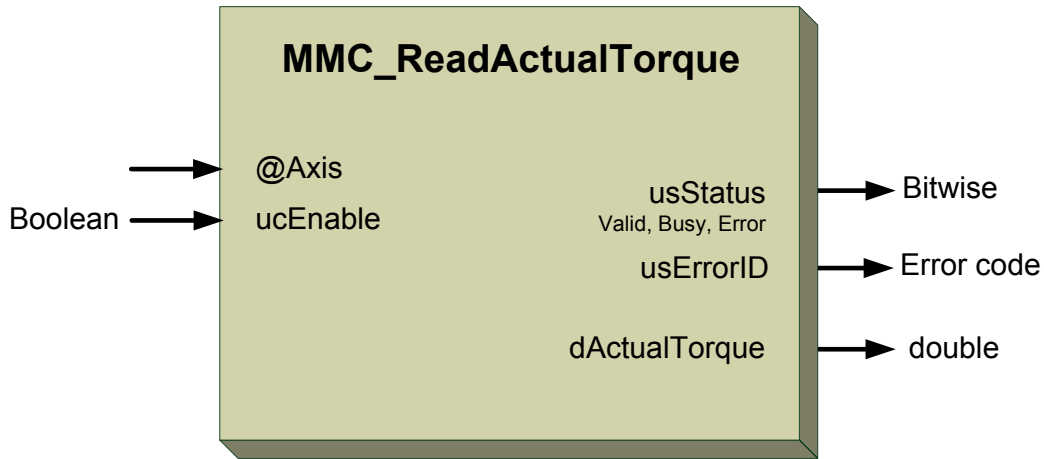 MMC_ReadActualTorque
@Axis
Boolean
ucEnable
usStatus
Bitwise
Valid, Busy, Error
usErrorID
Error code
dActualTorque
double